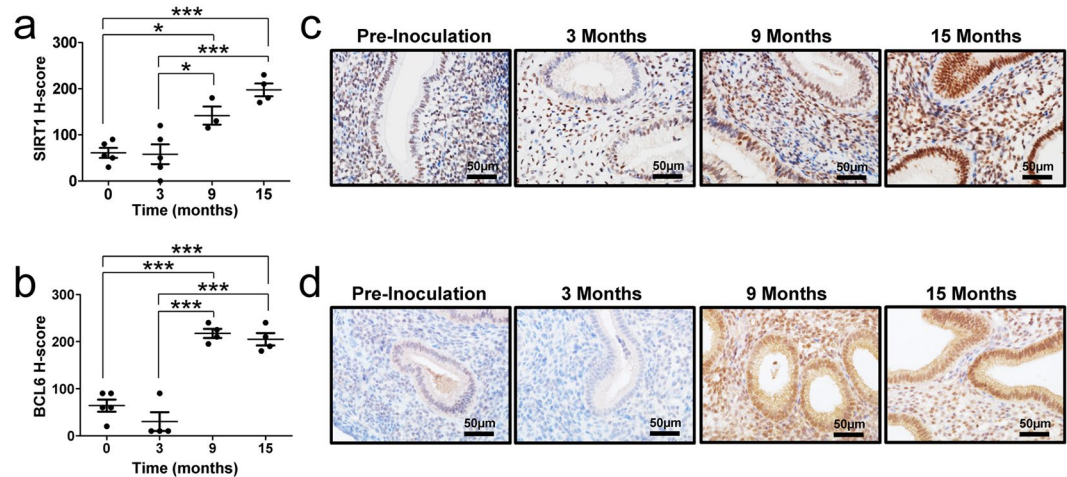 a
***
*
***
*
300
200
100
0
SIRT1 H-score
0 3 9 15
Time (months)
c
Pre-Inoculation 3 Months 9 Months 15 Months
50µm 50µm 50µm 50µm
b
***
***
***
***
300
200
100
0
BCL6 H-score
0 3 9 15
Time (months)
d
Pre-Inoculation 3 Months 9 Months 15 Months
50µm 50µm 50µm 50µm